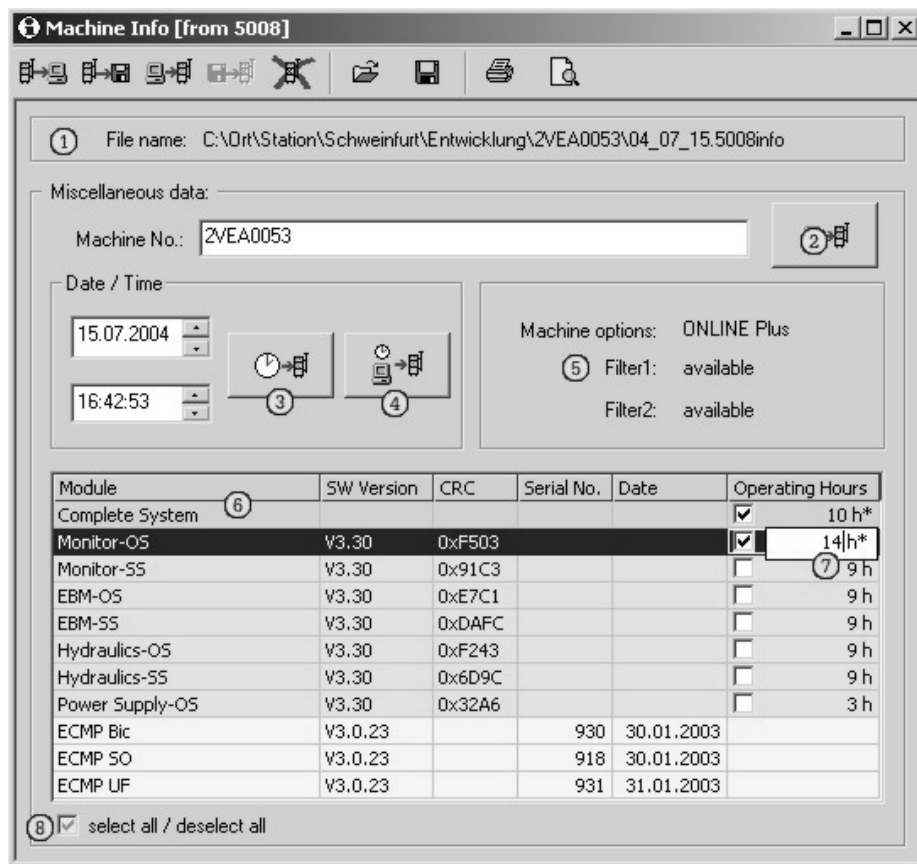 Machine Info [from 5008]
1 File name: C:\Ort\Station\Schweinfurt\Entwicklung\2VEA0053\04_07_15.5008info
Miscellaneous data:
Machine No.: 2VEA0053
2
Date / Time
15.07.2004
16:42:53
3
4
Machine options: ONLINE Plus
5 Filter1: available
Filter2: available
Module SW Version CRC Serial No. Date Operating Hours
6
Complete System 10 h*
Monitor-OS V3.30 0xF503 14 h*
7
Monitor-SS V3.30 0x91C3 9 h
EBM-OS V3.30 0xE7C1 9 h
EBM-SS V3.30 0xDAFC 9 h
Hydraulics-OS V3.30 0xF243 9 h
Hydraulics-SS V3.30 0x6D9C 9 h
Power Supply-OS V3.30 0x32A6 3 h
ECMP Bic V3.0.23 930 30.01.2003
ECMP SO V3.0.23 918 30.01.2003
ECMP UF V3.0.23 931 31.01.2003
8 select all / deselect all